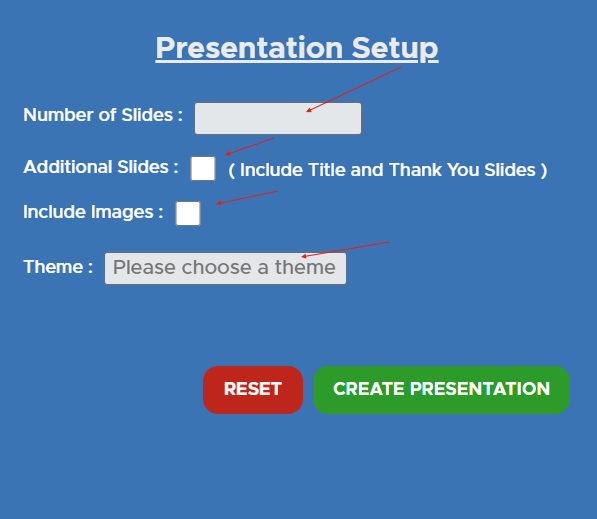 Presentation Setup
Number of Slides :
Additional Slides : ( Include Title and Thank You Slides )
Include Images :
Theme : Please choose a theme
RESET CREATE PRESENTATION